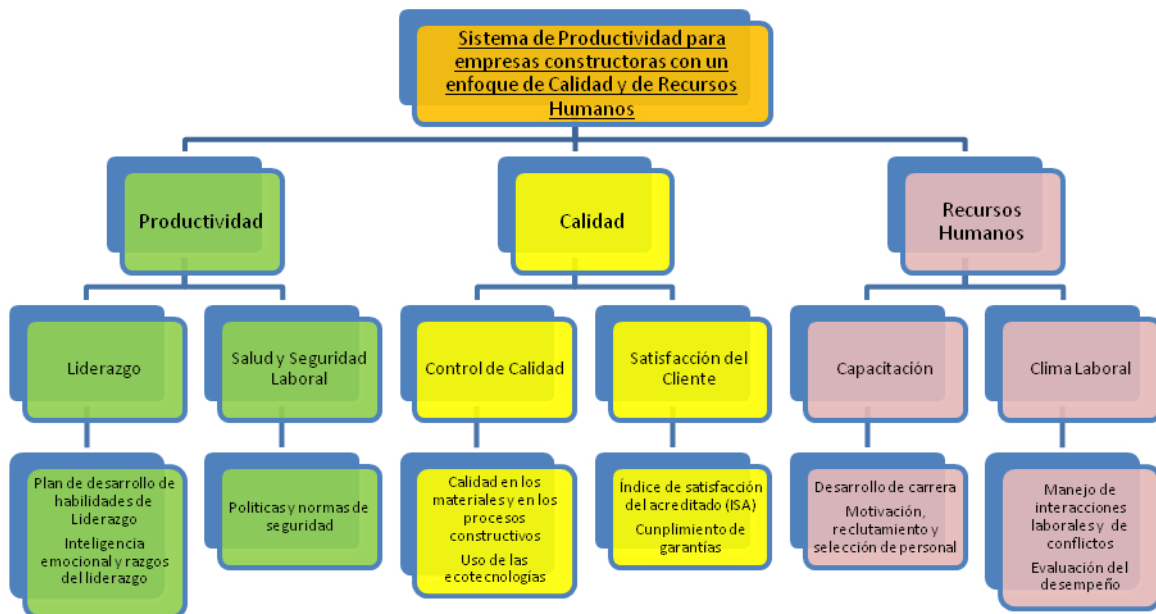 Sistema de Productividad para
empresas constructoras con un
enfoque de Calidad y de Recursos
Humanos
Productividad
Calidad
Recursos
Humanos
Liderazgo
Salud y Seguridad
Laboral
Control de Calidad
Satisfacción del
Cliente
Capacitación
Clima Laboral
Plan de desarrollo de
habilidades de
Liderazgo
Inteligencia
emocional y razgos
del liderazgo
Políticas y normas de
seguridad
Calidad en los
materiales y en los
procesos
constructivos
Uso de las
ecotecnologías
Índice de satisfacción
del acreditado (ISA)
Cunplimiento de
garantías
Desarrollo de carrera
Motivación,
reclutamiento y
selección de personal
Manejo de
interacciones
laborales y de
conflictos
Evaluación del
desempeño